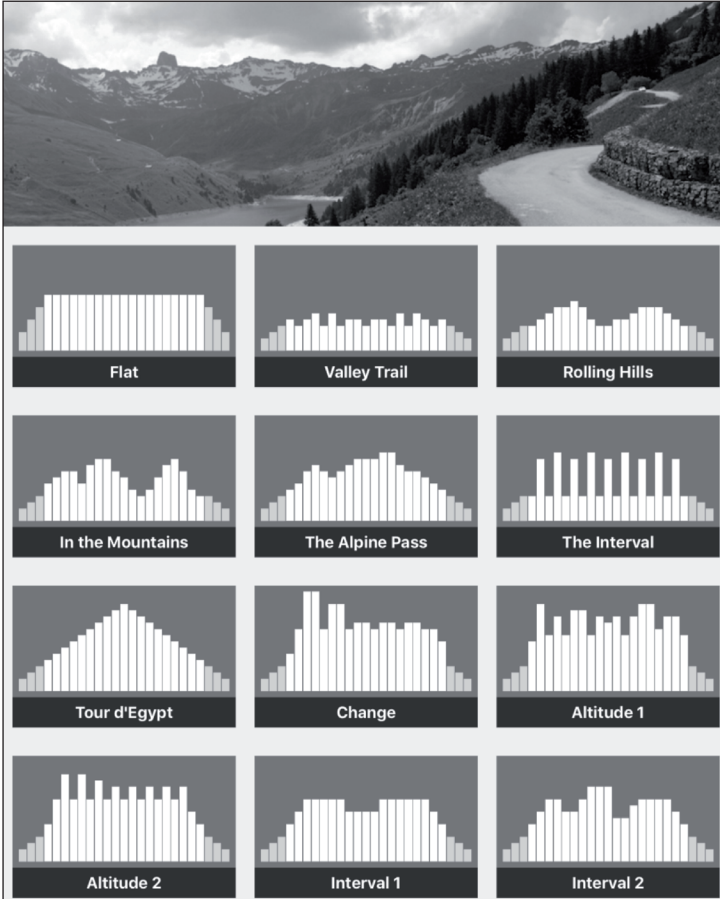 Flat
Valley Trail
Rolling Hills
In the Mountains
The Alpine Pass
The Interval
Tour d'Egypt
Change
Altitude 1
Altitude 2
Interval 1
Interval 2